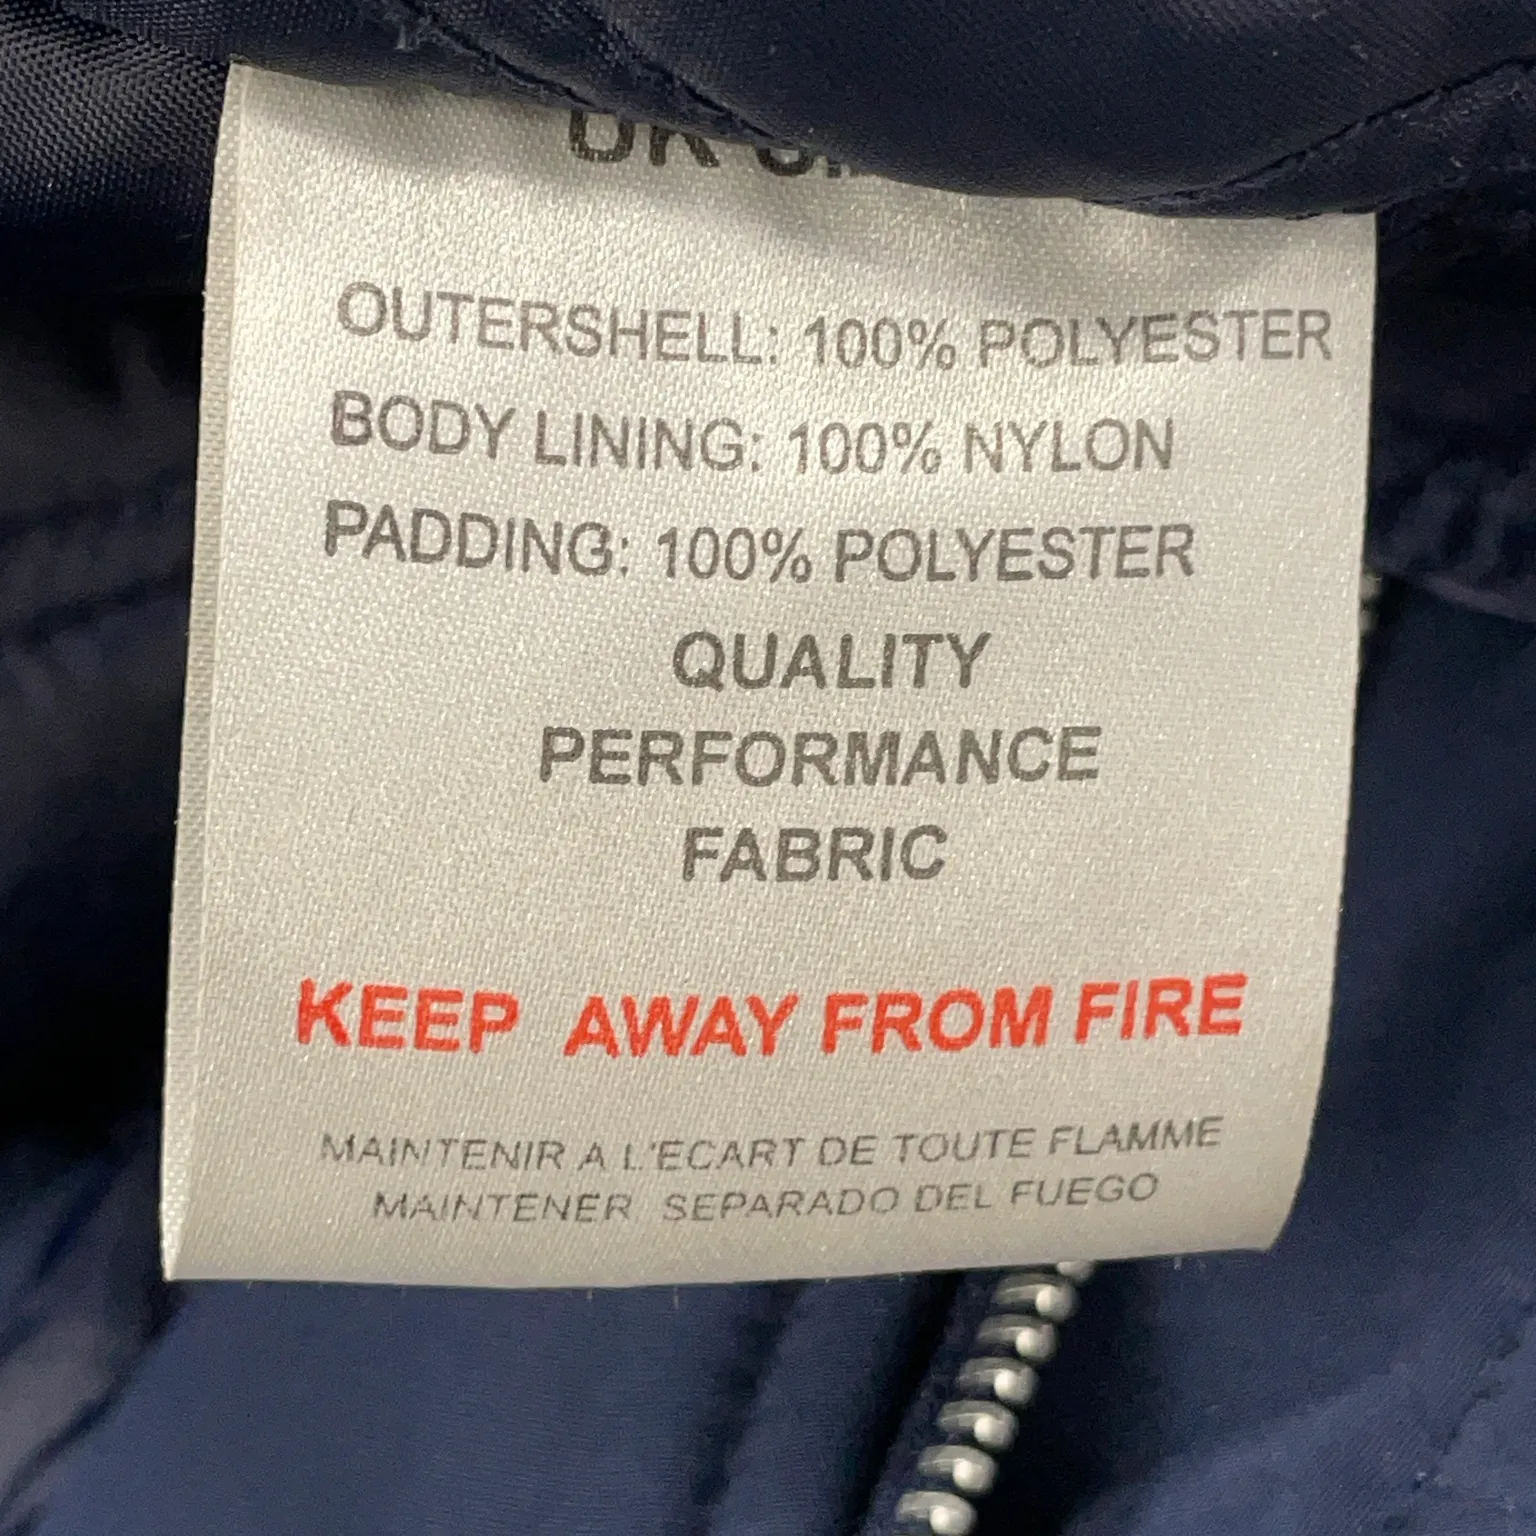 UK
OUTERSHELL: 100% POLYESTER
BODY LINING: 100% NYLON
PADDING: 100% POLYESTER
QUALITY
PERFORMANCE
FABRIC
KEEP AWAY FROM FIRE
MAINTENIR A L'ECART DE TOUTE FLAMME
MAINTENER SEPARADO DEL FUEGO